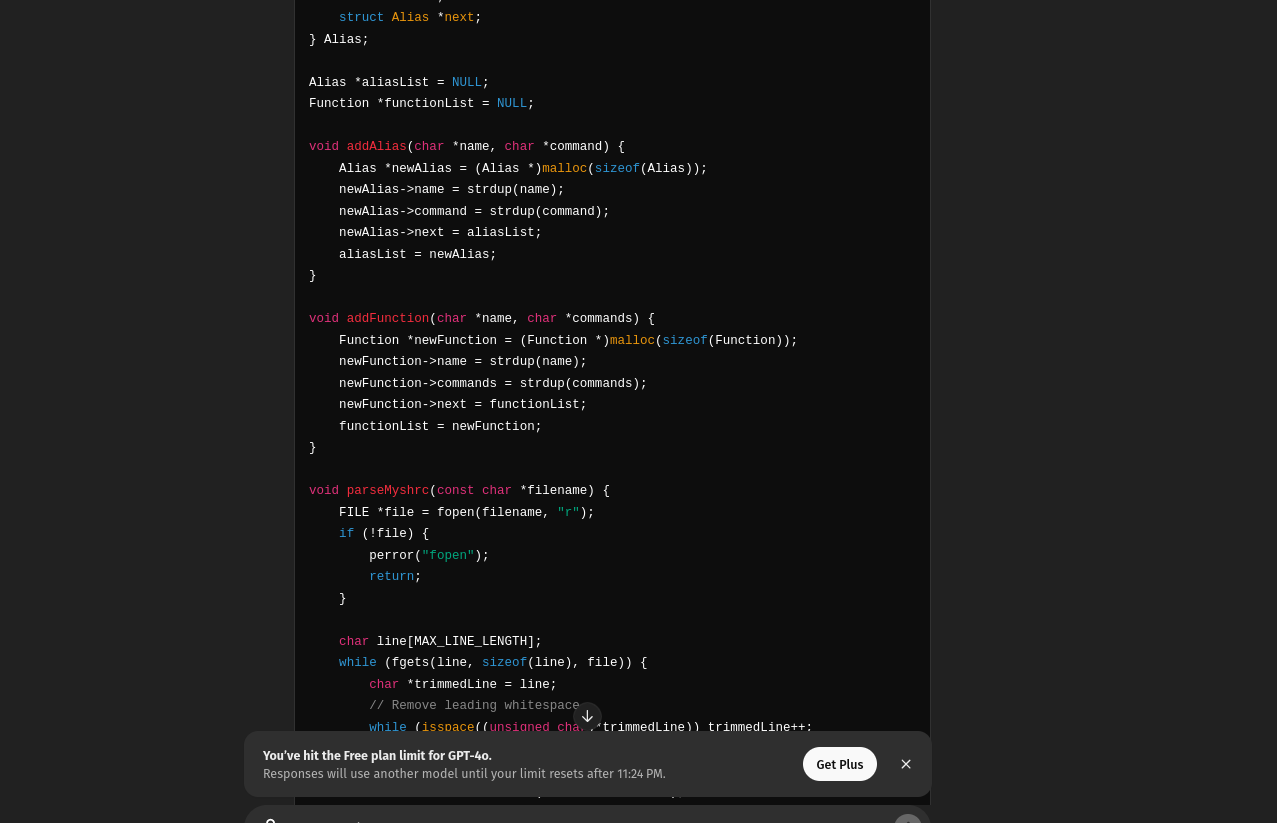 struct Alias *next;
} Alias;

Alias *aliasList = NULL;
Function *functionList = NULL;

void addAlias(char *name, char *command) {
    Alias *newAlias = (Alias *)malloc(sizeof(Alias));
    newAlias->name = strdup(name);
    newAlias->command = strdup(command);
    newAlias->next = aliasList;
    aliasList = newAlias;
}

void addFunction(char *name, char *commands) {
    Function *newFunction = (Function *)malloc(sizeof(Function));
    newFunction->name = strdup(name);
    newFunction->commands = strdup(commands);
    newFunction->next = functionList;
    functionList = newFunction;
}

void parseMyshrc(const char *filename) {
    FILE *file = fopen(filename, "r");
    if (!file) {
        perror("fopen");
        return;
    }

    char line[MAX_LINE_LENGTH];
    while (fgets(line, sizeof(line), file)) {
        char *trimmedLine = line;
        // Remove leading whitespace
        while (isspace((unsigned char *trimmedLine)) trimmedLine++;
You've hit the Free plan limit for GPT-4o.
Responses will use another model until your limit resets after 11:24 PM.
Get Plus